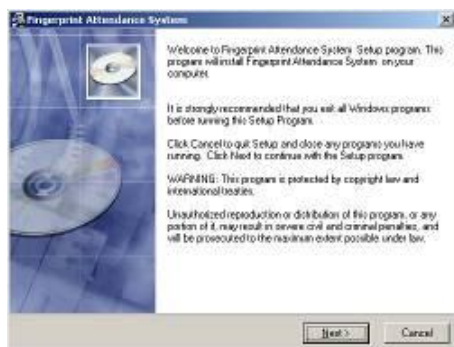 Fingerprint Attendance System
Welcome to Fingerprint Attendance System Setup program. This
program will install Fingerprint Attendance System on your
computer.
It is strongly recommended that you exit all Windows programs
before running this Setup Program.
Click Cancel to quit Setup and close any programs you have
running. Click Next to continue with the Setup program.
WARNING: This program is protected by copyright law and
international treaties.
Unauthorized reproduction or distribution of this program, or any
portion of it, may result in severe civil and criminal penalties, and
will be prosecuted to the maximum extent possible under law.
Next >
Cancel